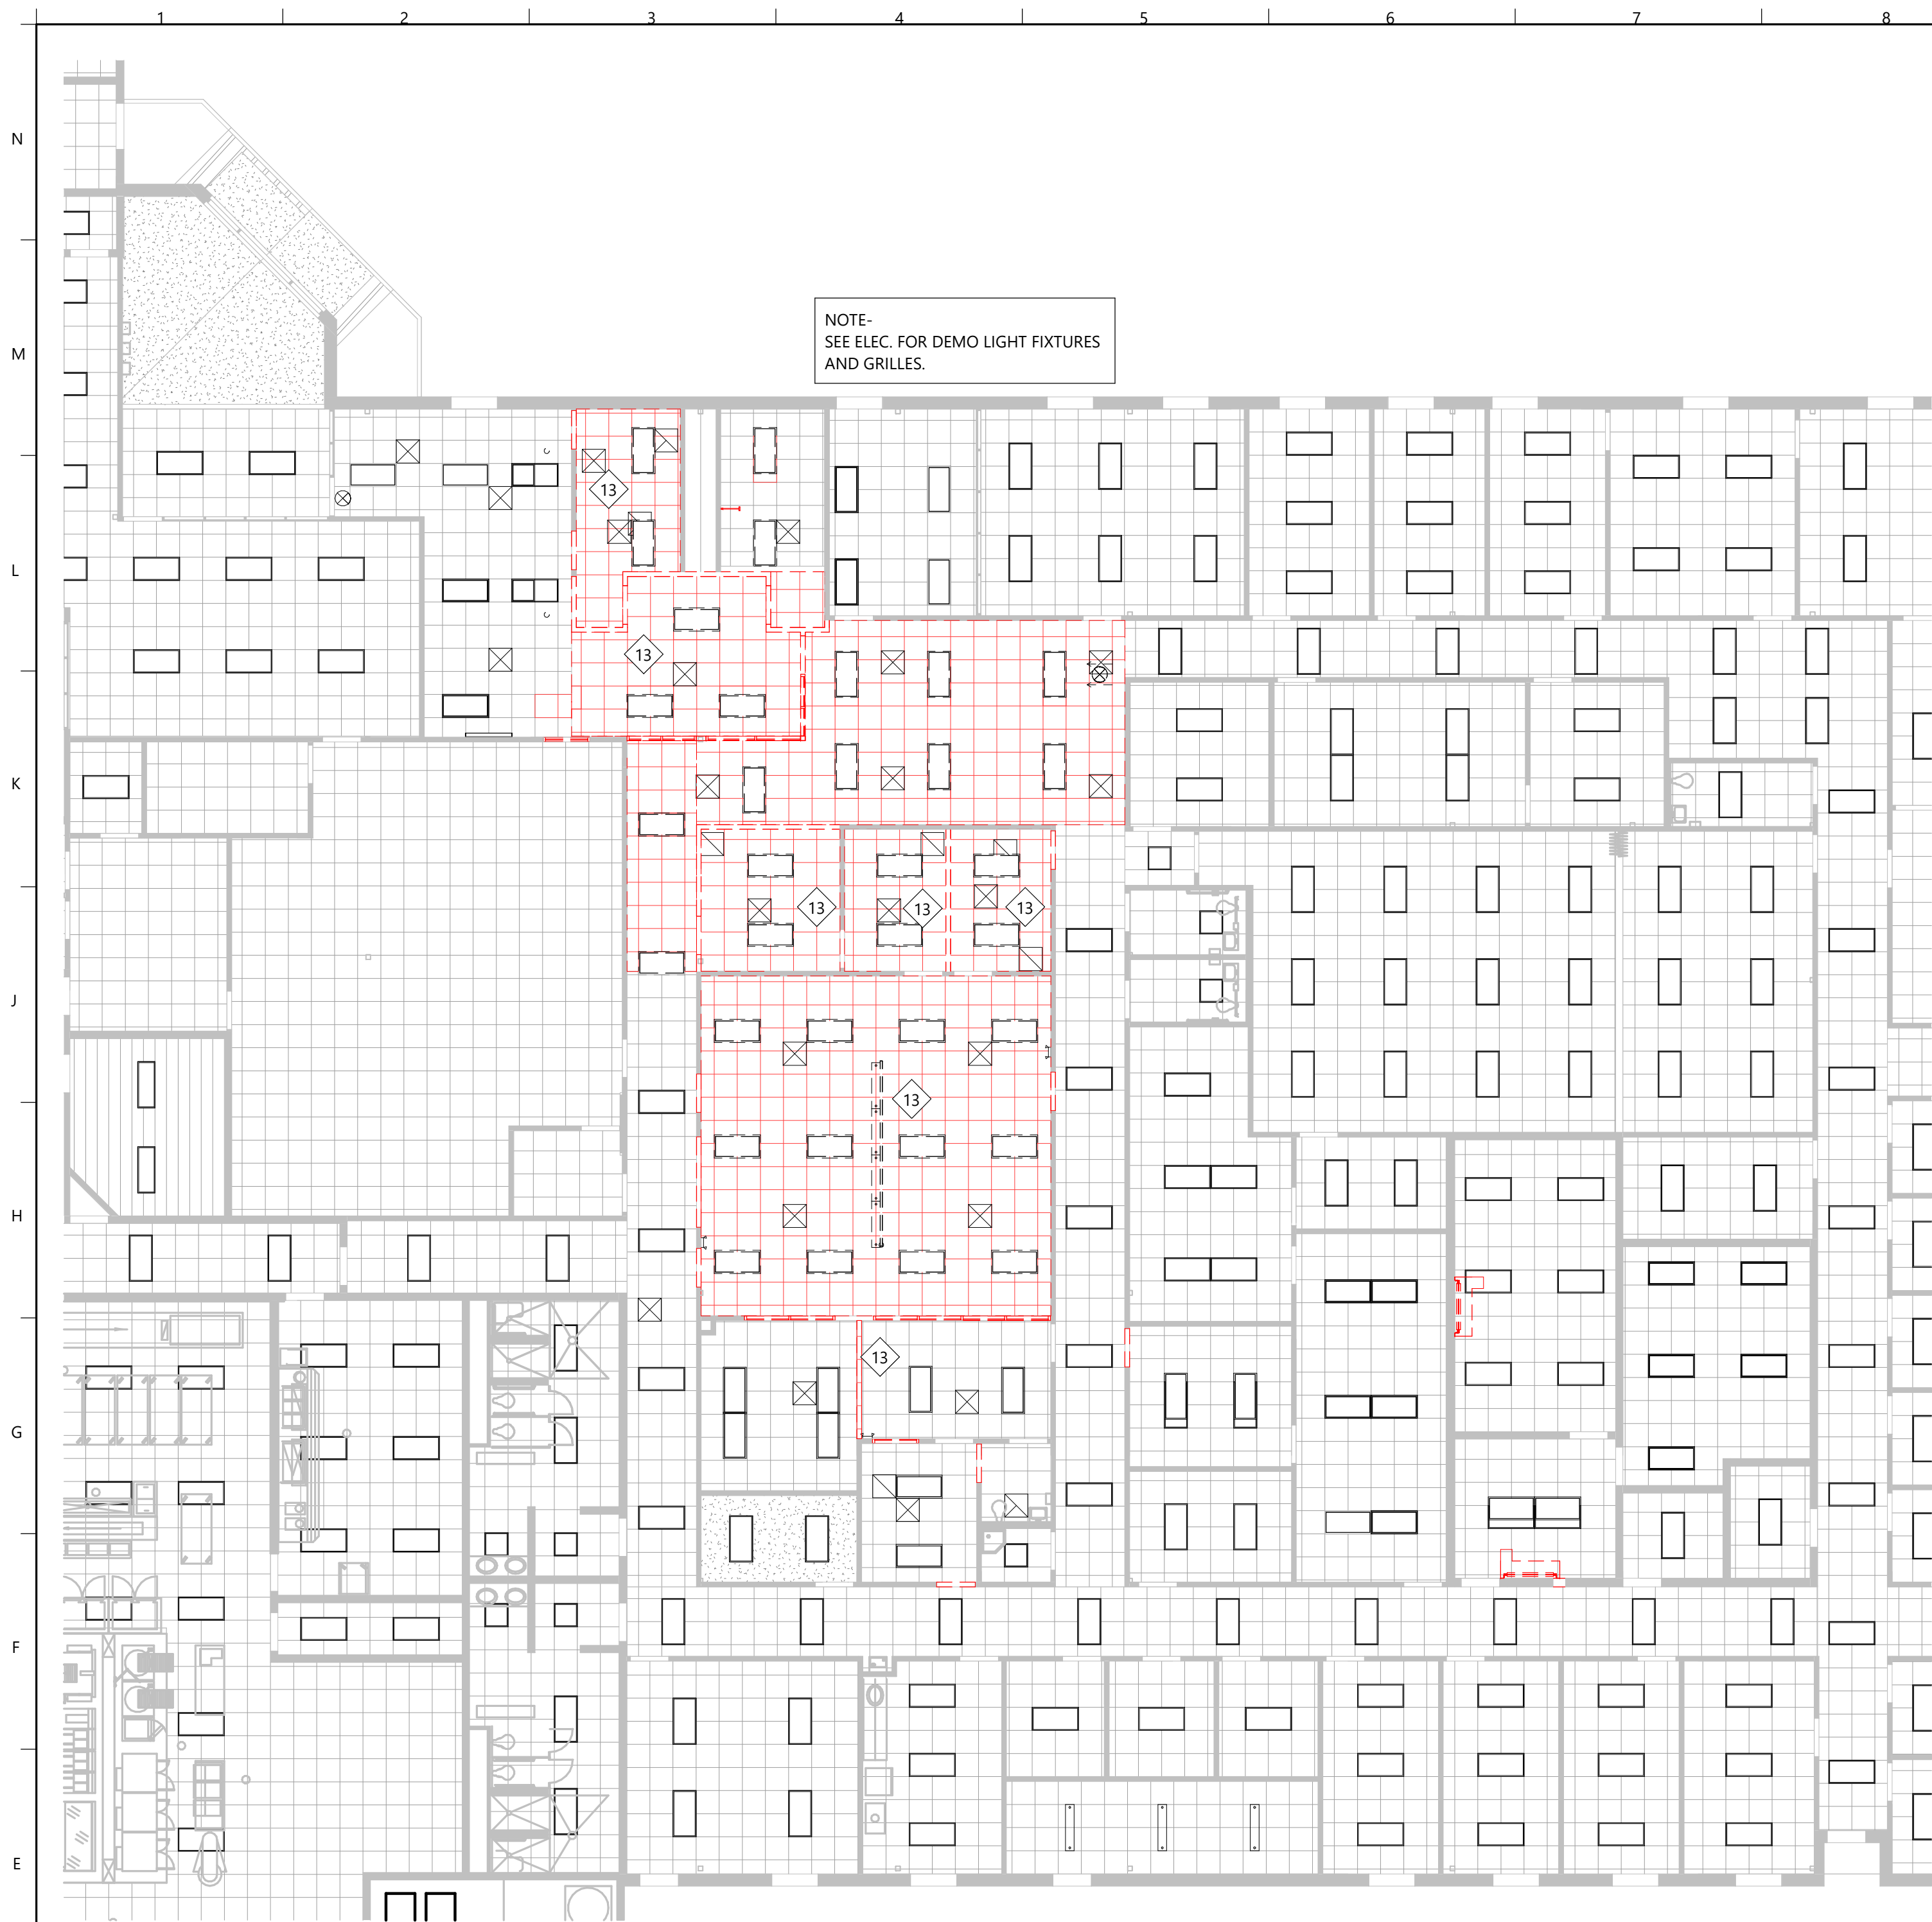 1 2 3 4 5 6 7 8
N
NOTE-
SEE ELEC. FOR DEMO LIGHT FIXTURES
AND GRILLES.
M
13
L
13
K
13 13 13
J
13
H
13
G
F
E